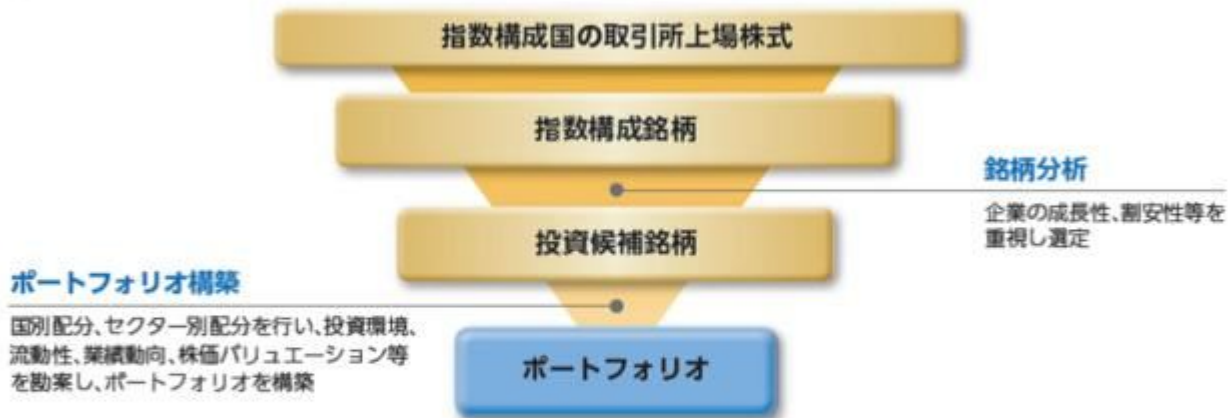 指数構成国の取引所上場株式
指数構成銘柄
銘柄分析
企業の成長性、割安性等を
重視し選定
投資候補銘柄
ポートフォリオ構築
国別配分、セクター別配分を行い、投資環境、
流動性、業績動向、株価バリュエーション等
を勘案し、ポートフォリオを構築
ポートフォリオ